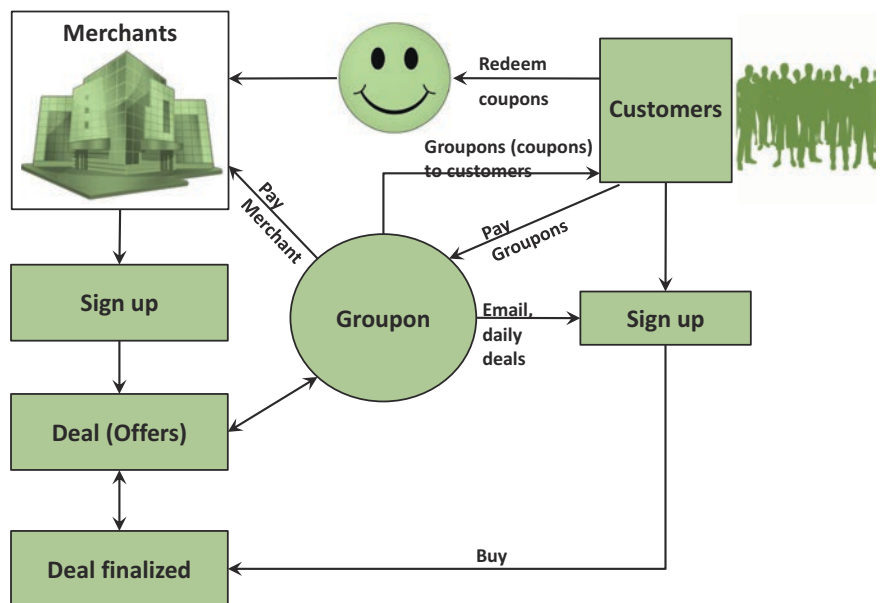 Merchants
Redeem
coupons
Customers
Groupons (coupons)
to customers
Pay
Merchant
Pay
Groupons
Sign up
Groupon
Email,
daily
deals
Sign up
Deal (Offers)
Buy
Deal finalized